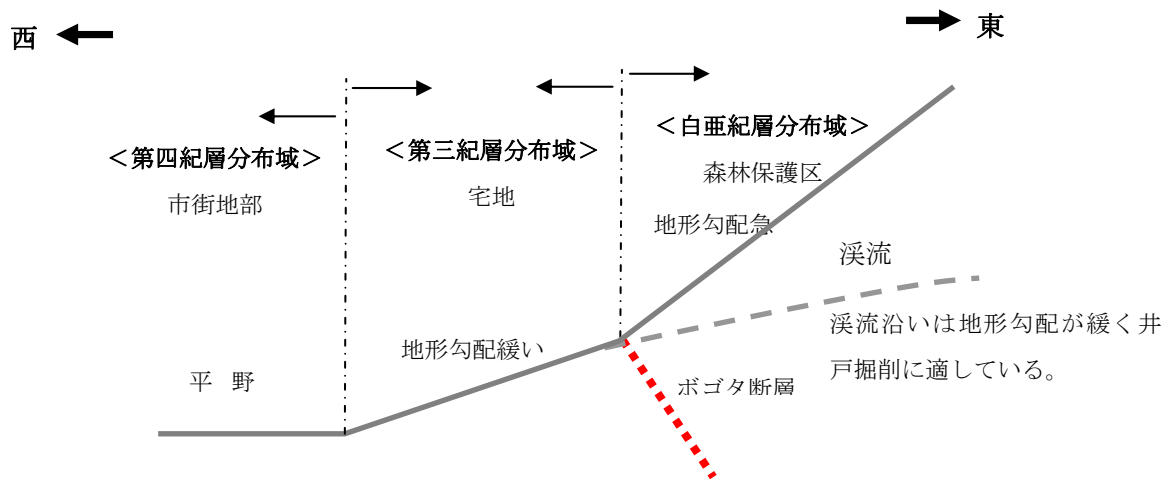 西
東
＜第四紀層分布域＞
市街地部
＜第三紀層分布域＞
宅地
＜白亜紀層分布域＞
森林保護区
地形勾配急
渓流
渓流沿いは地形勾配が緩く井
戸掘削に適している。
地形勾配緩い
平 野
ボゴタ断層